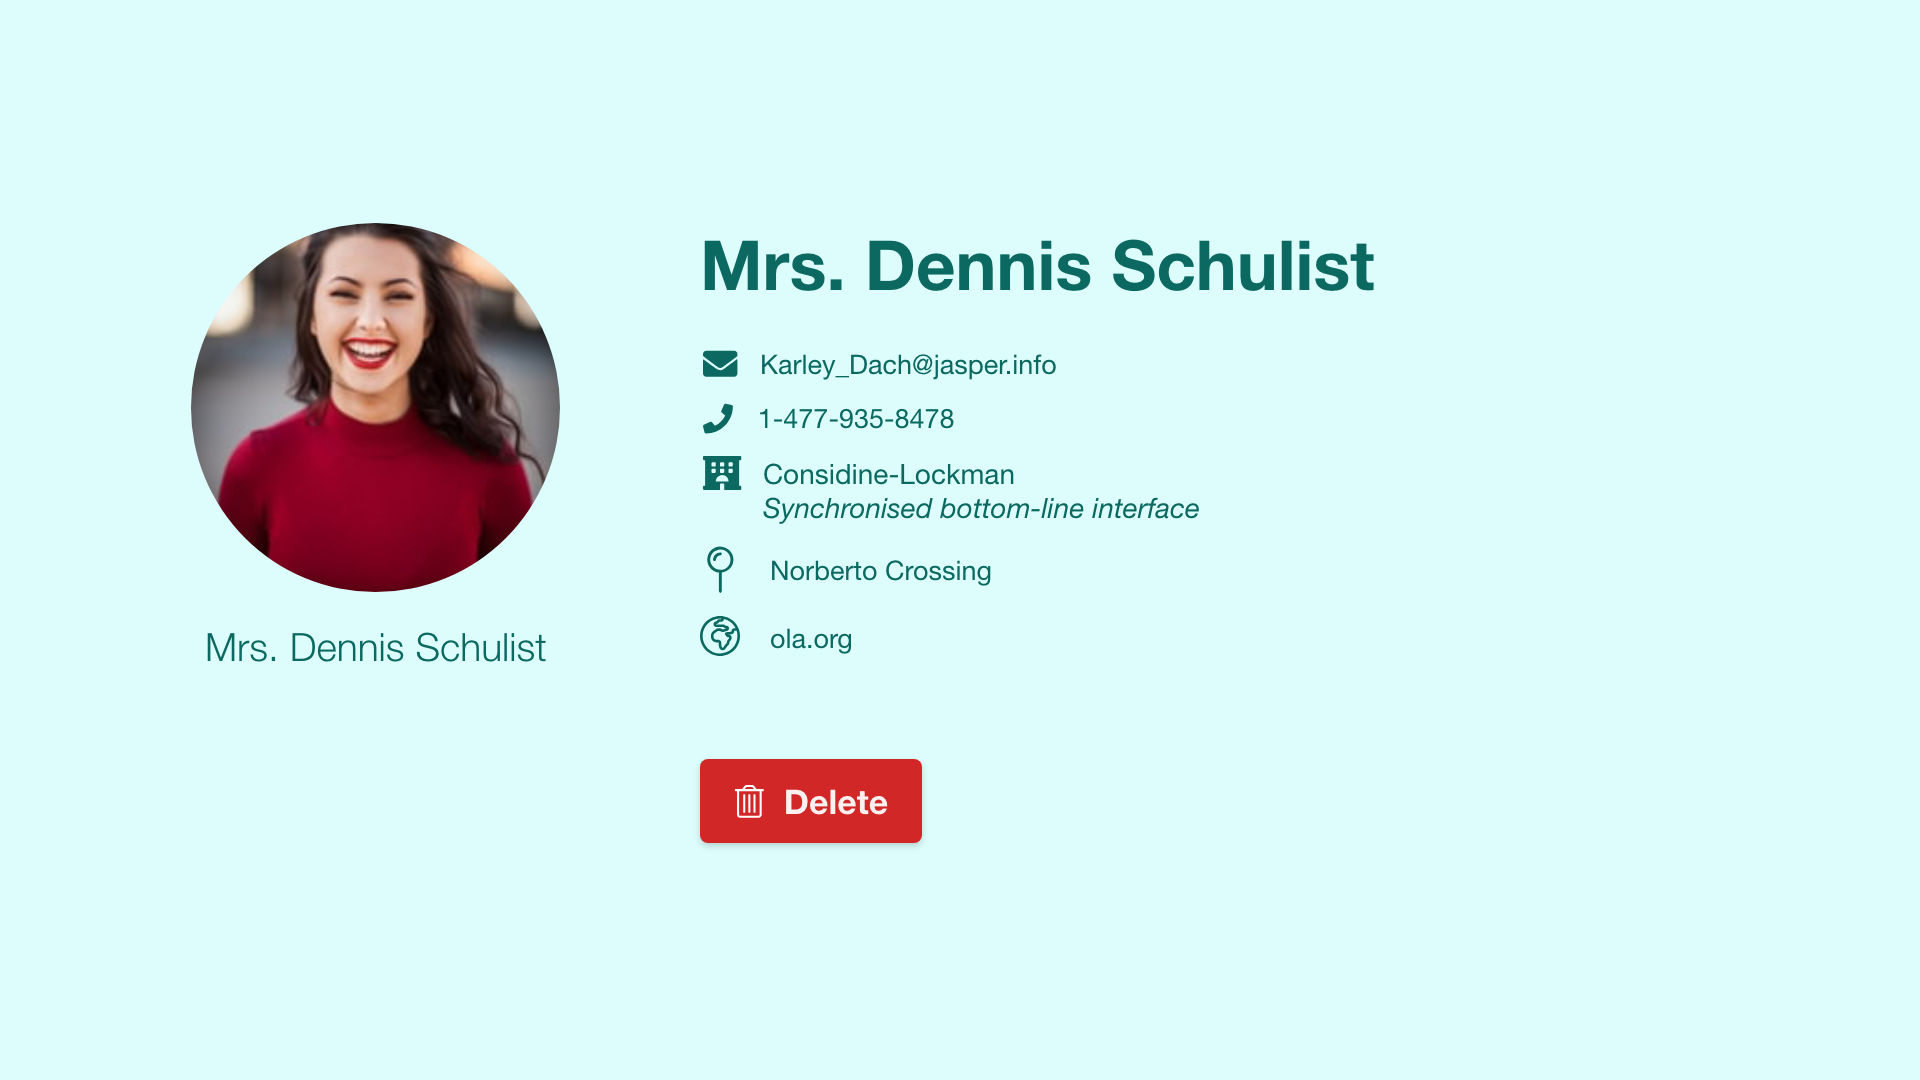 Mrs. Dennis Schulist
Karley_Dach@jasper.info
1-477-935-8478
Considine-Lockman
Synchronised bottom-line interface
Norberto Crossing
ola.org
Mrs. Dennis Schulist
Delete